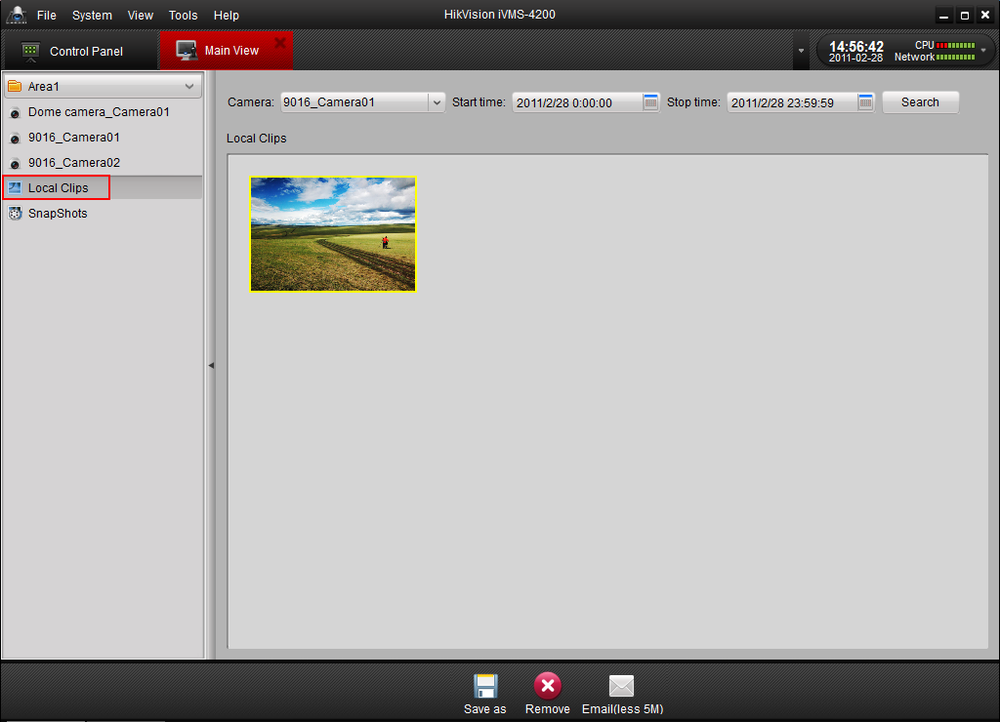 File System View Tools Help HikVision iVMS-4200
Control Panel Main View 14:56:42 CPU
2011-02-28 Network
Area1
Dome camera_Camera01
9016_Camera01
9016_Camera02
Local Clips
SnapShots
Camera: 9016_Camera01 Start time: 2011/2/28 0:00:00 Stop time: 2011/2/28 23:59:59 Search
Local Clips
Save as Remove Email(less 5M)